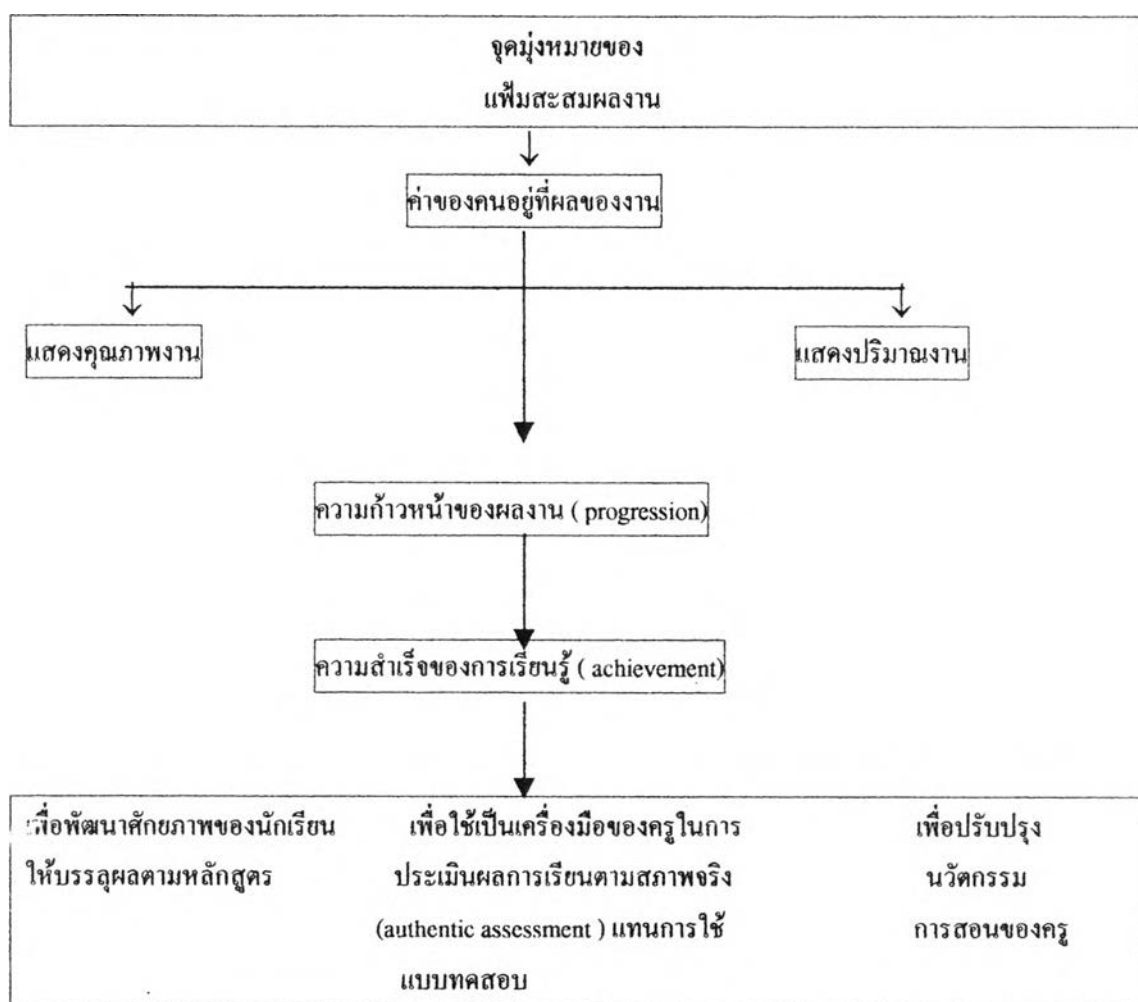 จุดมุ่งหมายของ
แฟ้มสะสมผลงาน
ค่าของคนอยู่ที่ผลของงาน
แสดงคุณภาพงาน
แสดงปริมาณงาน
ความก้าวหน้าของผลงาน ( progression)
ความสำเร็จของการเรียนรู้ ( achievement)
เพื่อพัฒนาศักยภาพของนักเรียน
ให้บรรลุผลตามหลักสูตร
เพื่อใช้เป็นเครื่องมือของครูในการ
ประเมินผลการเรียนตามสภาพจริง
(authentic assessment ) แทนการใช้
แบบทดสอบ
เพื่อปรับปรุง
นวัตกรรม
การสอนของครู